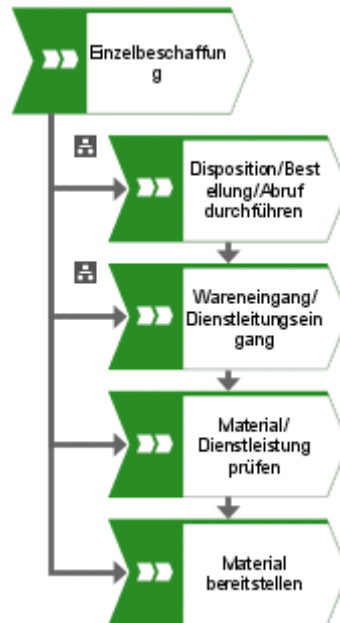 Einzelbeschaffun
g
Disposition/Best
ellung/Abruf
durchführen
Wareneingang/
Dienstleitungsein
gang
Material/
Dienstleistung
prüfen
Material
bereitstellen